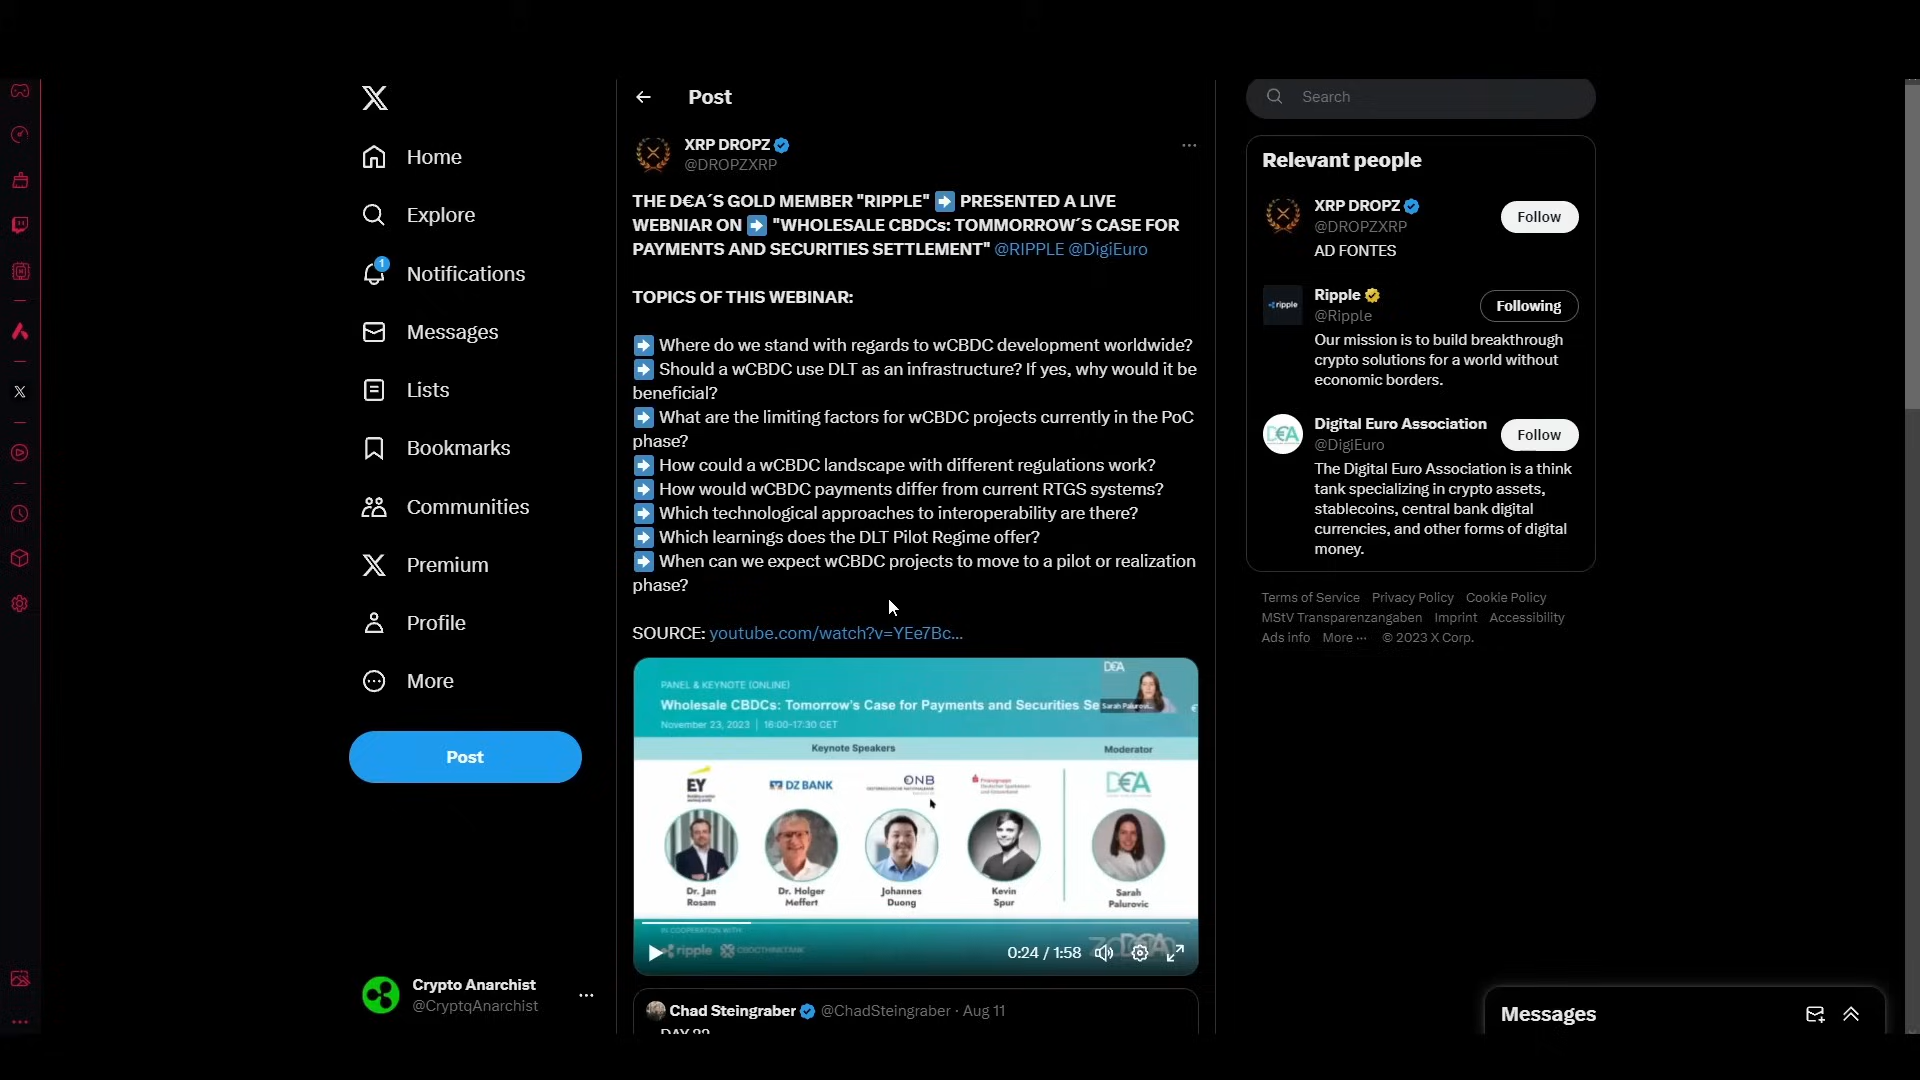 Post
Search
Home
Explore
1
Notifications
Messages
Lists
Bookmarks
Communities
Premium
Profile
More
Post
Crypto Anarchist
@CryptqAnarchist
XRP DROPZ
@DROPZXRP
THE D€A´S GOLD MEMBER "RIPPLE" ➡ PRESENTED A LIVE
WEBNIAR ON ➡ "WHOLESALE CBDCs: TOMMORROW´S CASE FOR
PAYMENTS AND SECURITIES SETTLEMENT" @RIPPLE @DigiEuro
TOPICS OF THIS WEBINAR:
➡ Where do we stand with regards to wCBDC development worldwide?
➡ Should a wCBDC use DLT as an infrastructure? If yes, why would it be
beneficial?
➡ What are the limiting factors for wCBDC projects currently in the PoC
phase?
➡ How could a wCBDC landscape with different regulations work?
➡ How would wCBDC payments differ from current RTGS systems?
➡ Which technological approaches to interoperability are there?
➡ Which learnings does the DLT Pilot Regime offer?
➡ When can we expect wCBDC projects to move to a pilot or realization
phase?
SOURCE: youtube.com/watch?v=YEe7Bc...
D€A
PANEL & KEYNOTE (ONLINE)
Wholesale CBDCs: Tomorrow's Case for Payments and Securities Se
Sarah Palurovi...
November 23, 2023 | 16:00-17:30 CET
Keynote Speakers
Moderator
EY
DZ BANK
ONB
Finanzgruppe
D€A
Dr. Jan
Rosam
Dr. Holger
Meffert
Johannes
Duong
Kevin
Spur
Sarah
Palurovic
IN COOPERATION WITH
ripple
CBDCTHINKTANK
0:24 / 1:58
D€A
Chad Steingraber @ChadSteingraber · Aug 11
DAY 22
Relevant people
XRP DROPZ
@DROPZXRP
Follow
AD FONTES
ripple
Ripple
@Ripple
Following
Our mission is to build breakthrough
crypto solutions for a world without
economic borders.
D€A
Digital Euro Association
@DigiEuro
Follow
The Digital Euro Association is a think
tank specializing in crypto assets,
stablecoins, central bank digital
currencies, and other forms of digital
money.
Terms of Service Privacy Policy Cookie Policy
MStV Transparenzangaben Imprint Accessibility
Ads info More ··· © 2023 X Corp.
Messages